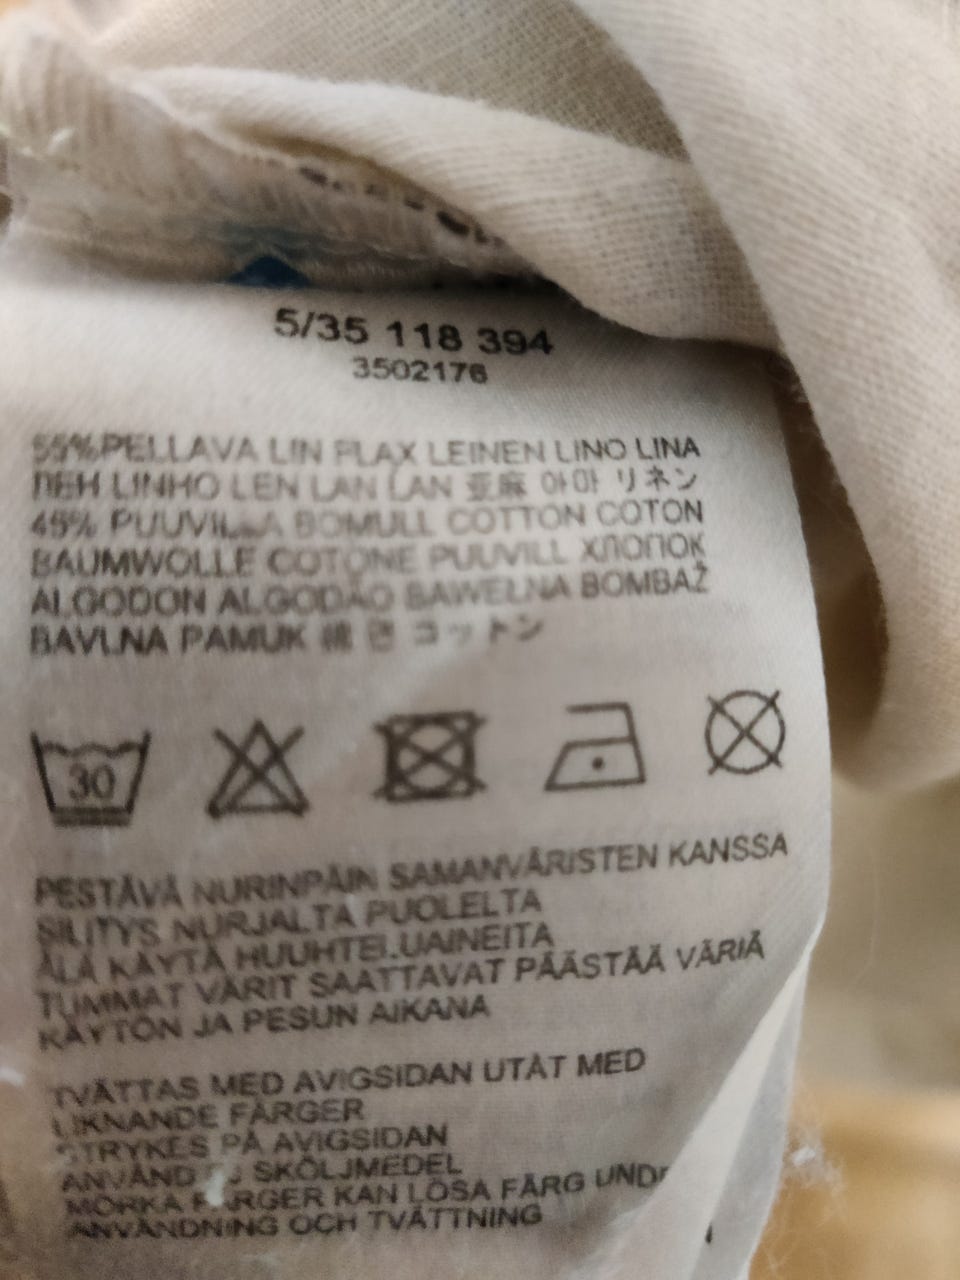 5/35 118 394
3502176
55% PELLAVA LIN FLAX LEINEN LINO LINA
ЛЕН LINHO LEN LAN LAN 亚麻 아마 リネン
45% PUUVILLA BOMULL COTTON COTON
BAUMWOLLE COTONE PUUVILL ХЛОПОК
ALGODON ALGODÃO BAWEŁNA BOMBAŽ
BAVLNA PAMUK 棉 면 コットン
30
PESTÄVÄ NURINPÄIN SAMANVÄRISTEN KANSSA
SILITYS NURJALTA PUOLELTA
ÄLÄ KÄYTÄ HUUHTELUAINEITA
TUMMAT VÄRIT SAATTAVAT PÄÄSTÄÄ VÄRIÄ
KÄYTÖN JA PESUN AIKANA
TVÄTTAS MED AVIGSIDAN UTÅT MED
LIKNANDE FÄRGER
STRYKES PÅ AVIGSIDAN
ANVÄND SKÖLJMEDEL
MÖRKA FÄRGER KAN LÖSA FÄRG UNDE
ANVÄNDNING OCH TVÄTTNING